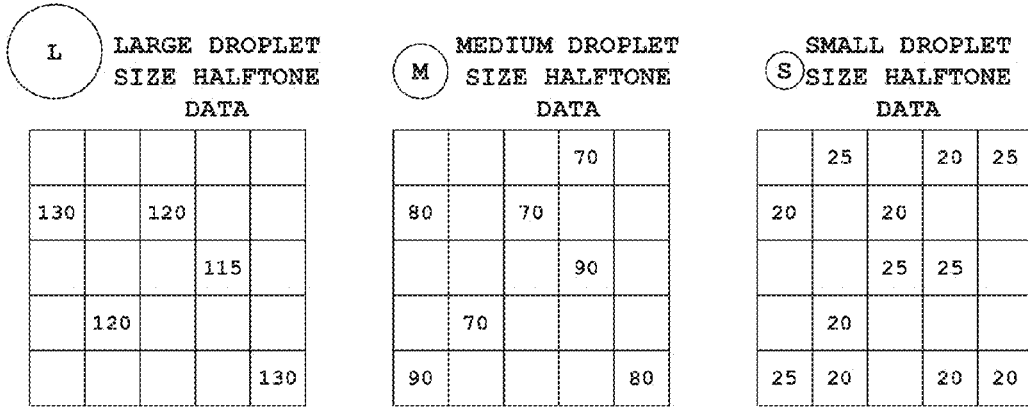 L
LARGE DROPLET
SIZE HALFTONE
DATA
130 120
115
120
130
M
MEDIUM DROPLET
SIZE HALFTONE
DATA
70
80 70
90
70
90 80
S
SMALL DROPLET
SIZE HALFTONE
DATA
25 20 25
20 20
25 25
20
25 20 20 20